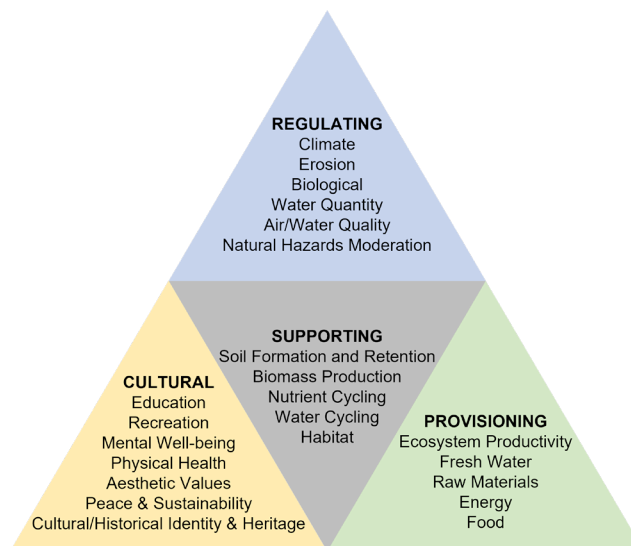 REGULATING
Climate
Erosion
Biological
Water Quantity
Air/Water Quality
Natural Hazards Moderation
SUPPORTING
Soil Formation and Retention
Biomass Production
Nutrient Cycling
Water Cycling
Habitat
CULTURAL
Education
Recreation
Mental Well-being
Physical Health
Aesthetic Values
Peace & Sustainability
Cultural/Historical Identity & Heritage
PROVISIONING
Ecosystem Productivity
Fresh Water
Raw Materials
Energy
Food